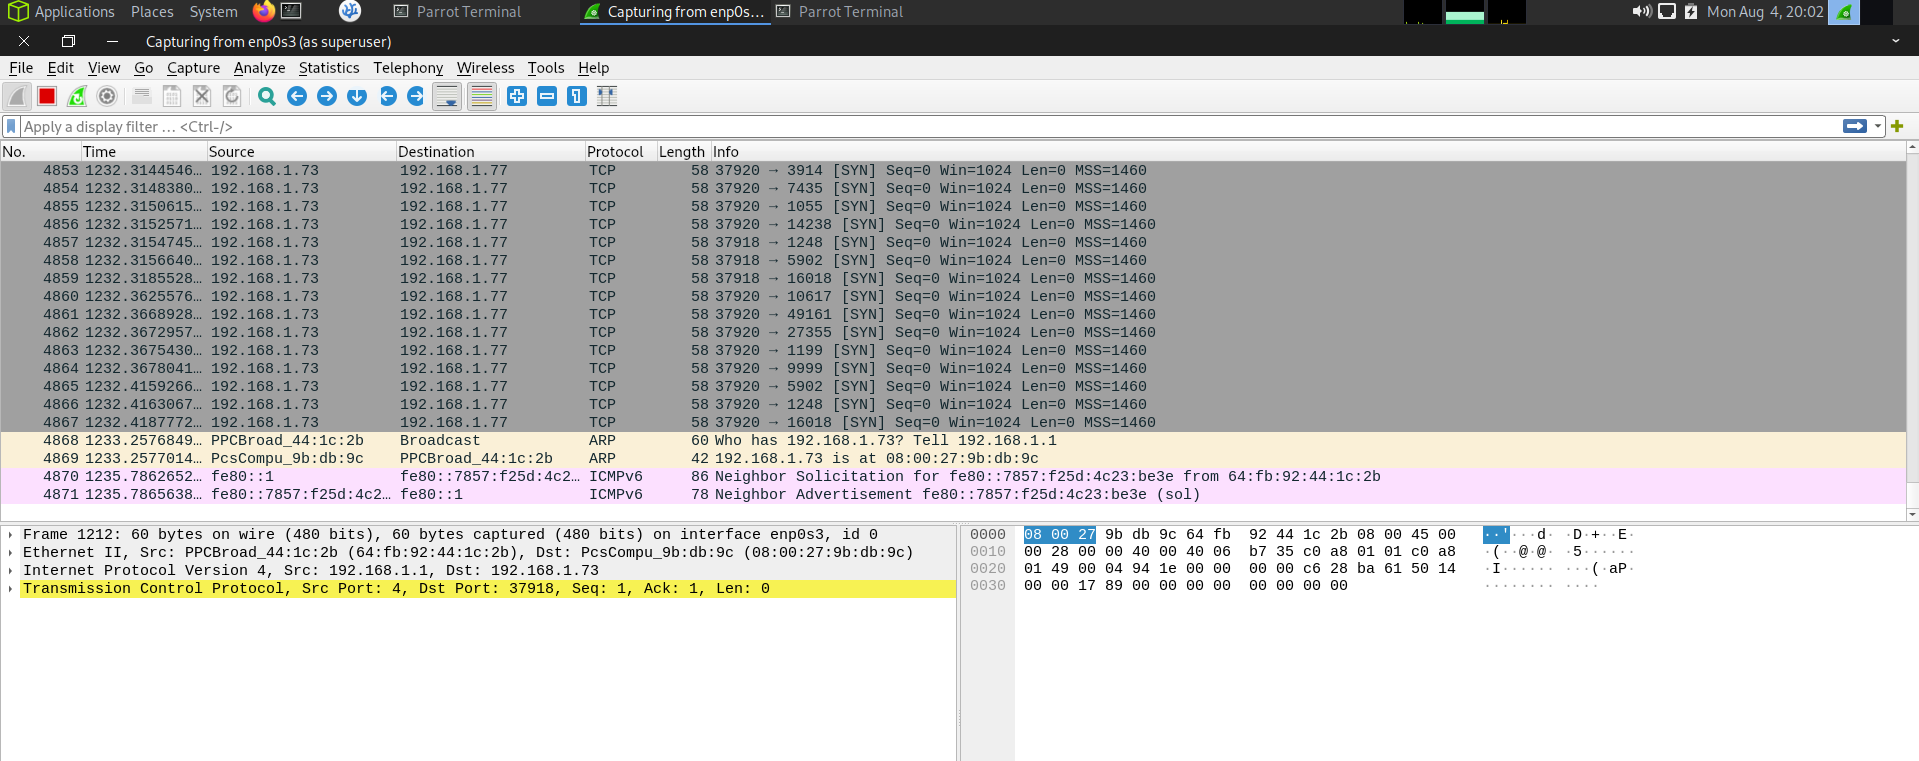 Applications Places System Parrot Terminal Capturing from enp0s... Parrot Terminal Mon Aug 4, 20:02
Capturing from enp0s3 (as superuser)
File Edit View Go Capture Analyze Statistics Telephony Wireless Tools Help
Apply a display filter ... <Ctrl-/>
No. Time Source Destination Protocol Length Info
4853 1232.3144546... 192.168.1.73 192.168.1.77 TCP 58 37920 → 3914 [SYN] Seq=0 Win=1024 Len=0 MSS=1460
4854 1232.3148380... 192.168.1.73 192.168.1.77 TCP 58 37920 → 7435 [SYN] Seq=0 Win=1024 Len=0 MSS=1460
4855 1232.3150615... 192.168.1.73 192.168.1.77 TCP 58 37920 → 1055 [SYN] Seq=0 Win=1024 Len=0 MSS=1460
4856 1232.3152571... 192.168.1.73 192.168.1.77 TCP 58 37920 → 14238 [SYN] Seq=0 Win=1024 Len=0 MSS=1460
4857 1232.3154745... 192.168.1.73 192.168.1.77 TCP 58 37918 → 1248 [SYN] Seq=0 Win=1024 Len=0 MSS=1460
4858 1232.3156640... 192.168.1.73 192.168.1.77 TCP 58 37918 → 5902 [SYN] Seq=0 Win=1024 Len=0 MSS=1460
4859 1232.3185528... 192.168.1.73 192.168.1.77 TCP 58 37918 → 16018 [SYN] Seq=0 Win=1024 Len=0 MSS=1460
4860 1232.3625576... 192.168.1.73 192.168.1.77 TCP 58 37920 → 10617 [SYN] Seq=0 Win=1024 Len=0 MSS=1460
4861 1232.3668928... 192.168.1.73 192.168.1.77 TCP 58 37920 → 49161 [SYN] Seq=0 Win=1024 Len=0 MSS=1460
4862 1232.3672957... 192.168.1.73 192.168.1.77 TCP 58 37920 → 27355 [SYN] Seq=0 Win=1024 Len=0 MSS=1460
4863 1232.3675430... 192.168.1.73 192.168.1.77 TCP 58 37920 → 1199 [SYN] Seq=0 Win=1024 Len=0 MSS=1460
4864 1232.3678041... 192.168.1.73 192.168.1.77 TCP 58 37920 → 9999 [SYN] Seq=0 Win=1024 Len=0 MSS=1460
4865 1232.4159266... 192.168.1.73 192.168.1.77 TCP 58 37920 → 5902 [SYN] Seq=0 Win=1024 Len=0 MSS=1460
4866 1232.4163067... 192.168.1.73 192.168.1.77 TCP 58 37920 → 1248 [SYN] Seq=0 Win=1024 Len=0 MSS=1460
4867 1232.4187772... 192.168.1.73 192.168.1.77 TCP 58 37920 → 16018 [SYN] Seq=0 Win=1024 Len=0 MSS=1460
4868 1233.2576849... PPCBroad_44:1c:2b Broadcast ARP 60 Who has 192.168.1.73? Tell 192.168.1.1
4869 1233.2577014... PcsCompu_9b:db:9c PPCBroad_44:1c:2b ARP 42 192.168.1.73 is at 08:00:27:9b:db:9c
4870 1235.7862652... fe80::1 fe80::7857:f25d:4c2... ICMPv6 86 Neighbor Solicitation for fe80::7857:f25d:4c23:be3e from 64:fb:92:44:1c:2b
4871 1235.7865638... fe80::7857:f25d:4c2... fe80::1 ICMPv6 78 Neighbor Advertisement fe80::7857:f25d:4c23:be3e (sol)
Frame 1212: 60 bytes on wire (480 bits), 60 bytes captured (480 bits) on interface enp0s3, id 0
Ethernet II, Src: PPCBroad_44:1c:2b (64:fb:92:44:1c:2b), Dst: PcsCompu_9b:db:9c (08:00:27:9b:db:9c)
Internet Protocol Version 4, Src: 192.168.1.1, Dst: 192.168.1.73
Transmission Control Protocol, Src Port: 4, Dst Port: 37918, Seq: 1, Ack: 1, Len: 0
0000 08 00 27 9b db 9c 64 fb 92 44 1c 2b 08 00 45 00 ··'···d· ·D·+··E·
0010 00 28 00 00 40 00 40 06 b7 35 c0 a8 01 01 c0 a8 ·(··@·@· ·5······
0020 01 49 00 04 94 1e 00 00 00 00 c6 28 ba 61 50 14 ·I······ ···(·aP·
0030 00 00 17 89 00 00 00 00 00 00 00 00 ········ ····